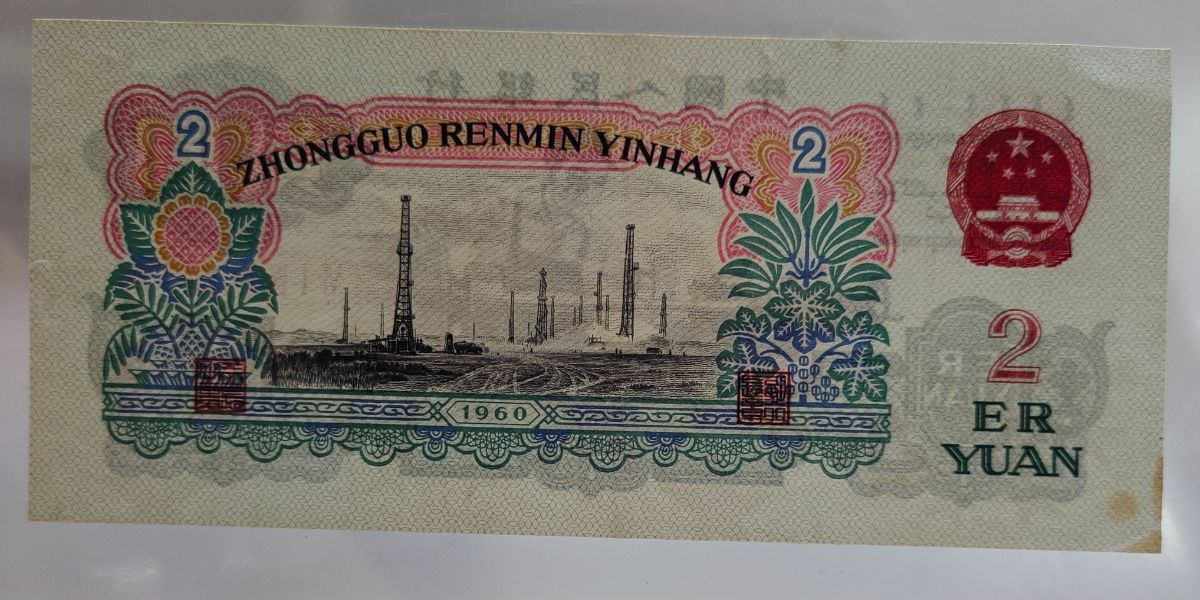 2
2
ZHONGGUO RENMIN YINHANG
1960
2
ER
YUAN